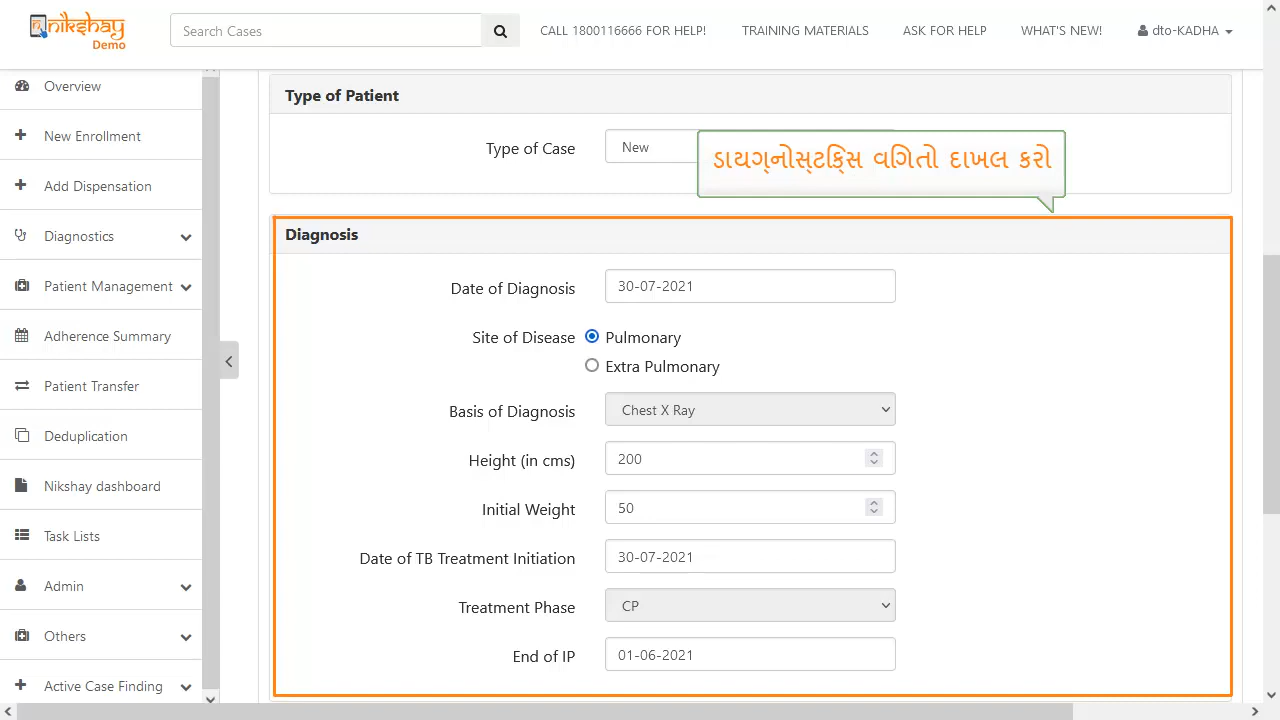 nikshay
Demo
Search Cases
CALL 1800116666 FOR HELP!
TRAINING MATERIALS
ASK FOR HELP
WHAT'S NEW!
dto-KADHA
Overview
New Enrollment
Add Dispensation
Diagnostics
Patient Management
Adherence Summary
Patient Transfer
Deduplication
Nikshay dashboard
Task Lists
Admin
Others
Active Case Finding
Type of Patient
Type of Case New
ડાયગ્નોસ્ટિક્સ વિગતો દાખલ કરો
Diagnosis
Date of Diagnosis 30-07-2021
Site of Disease Pulmonary
Extra Pulmonary
Basis of Diagnosis Chest X Ray
Height (in cms) 200
Initial Weight 50
Date of TB Treatment Initiation 30-07-2021
Treatment Phase CP
End of IP 01-06-2021